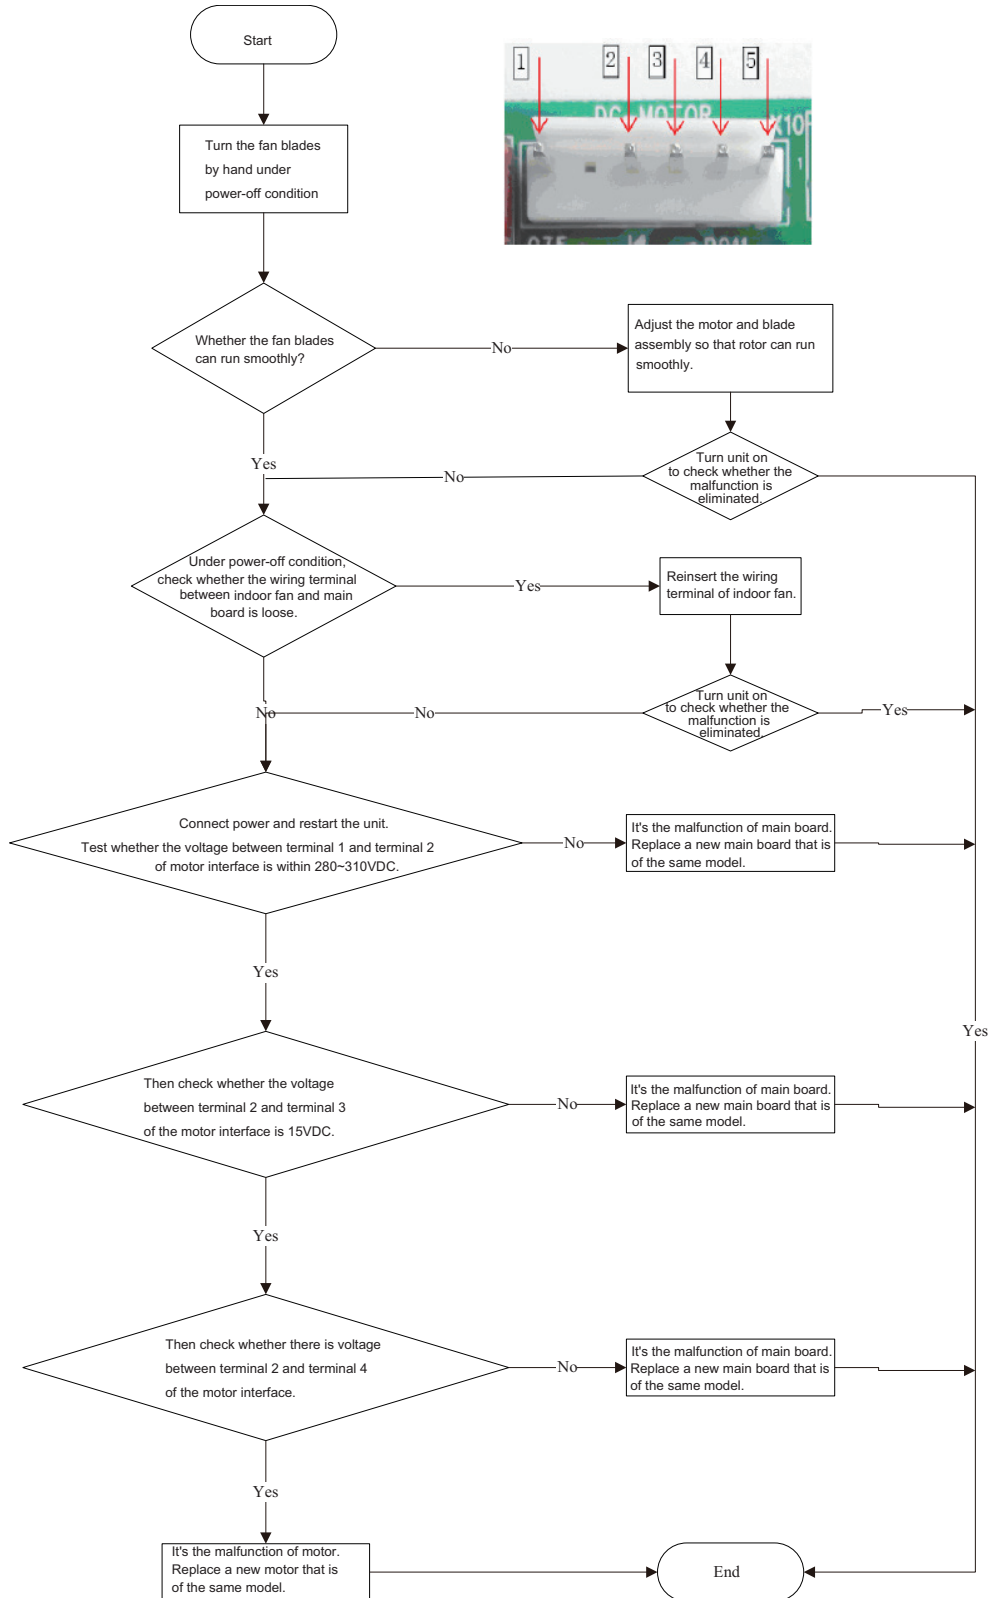 Start
1
2
3
4
5
DC-MOTOR
1
Turn the fan blades
by hand under
power-off condition
Whether the fan blades
can run smoothly?
No
Adjust the motor and blade
assembly so that rotor can run
smoothly.
Yes
Turn unit on
to check whether the
malfunction is
eliminated.
No
Under power-off condition,
check whether the wiring terminal
between indoor fan and main
board is loose.
Yes
Reinsert the wiring
terminal of indoor fan.
Turn unit on
to check whether the
malfunction is
eliminated.
No
No
Yes
Connect power and restart the unit.
Test whether the voltage between terminal 1 and terminal 2
of motor interface is within 280~310VDC.
No
It's the malfunction of main board.
Replace a new main board that is
of the same model.
Yes
Yes
Then check whether the voltage
between terminal 2 and terminal 3
of the motor interface is 15VDC.
No
It's the malfunction of main board.
Replace a new main board that is
of the same model.
Yes
Then check whether there is voltage
between terminal 2 and terminal 4
of the motor interface.
No
It's the malfunction of main board.
Replace a new main board that is
of the same model.
Yes
It's the malfunction of motor.
Replace a new motor that is
of the same model.
End